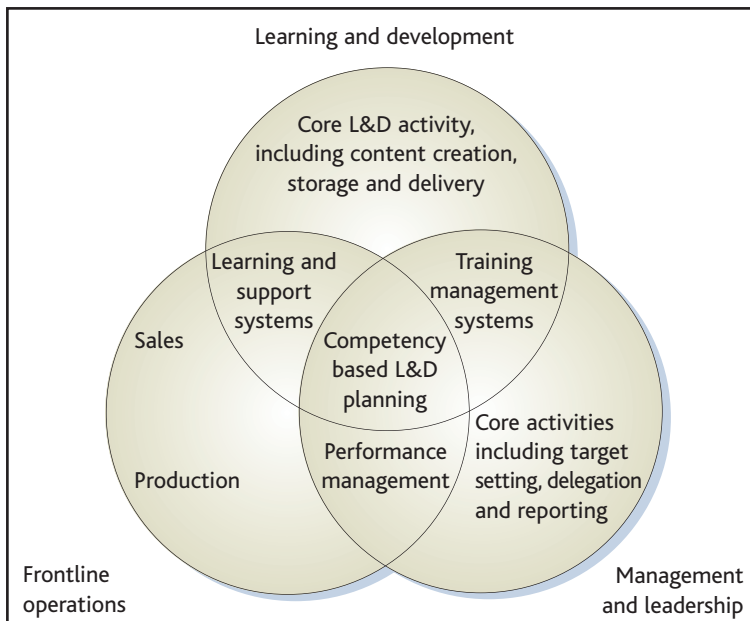 Learning and development
Core L&D activity,
including content creation,
storage and delivery
Learning and
support
systems
Training
management
systems
Sales
Competency
based L&D
planning
Core activities
including target
setting, delegation
and reporting
Production
Performance
management
Frontline
operations
Management
and leadership